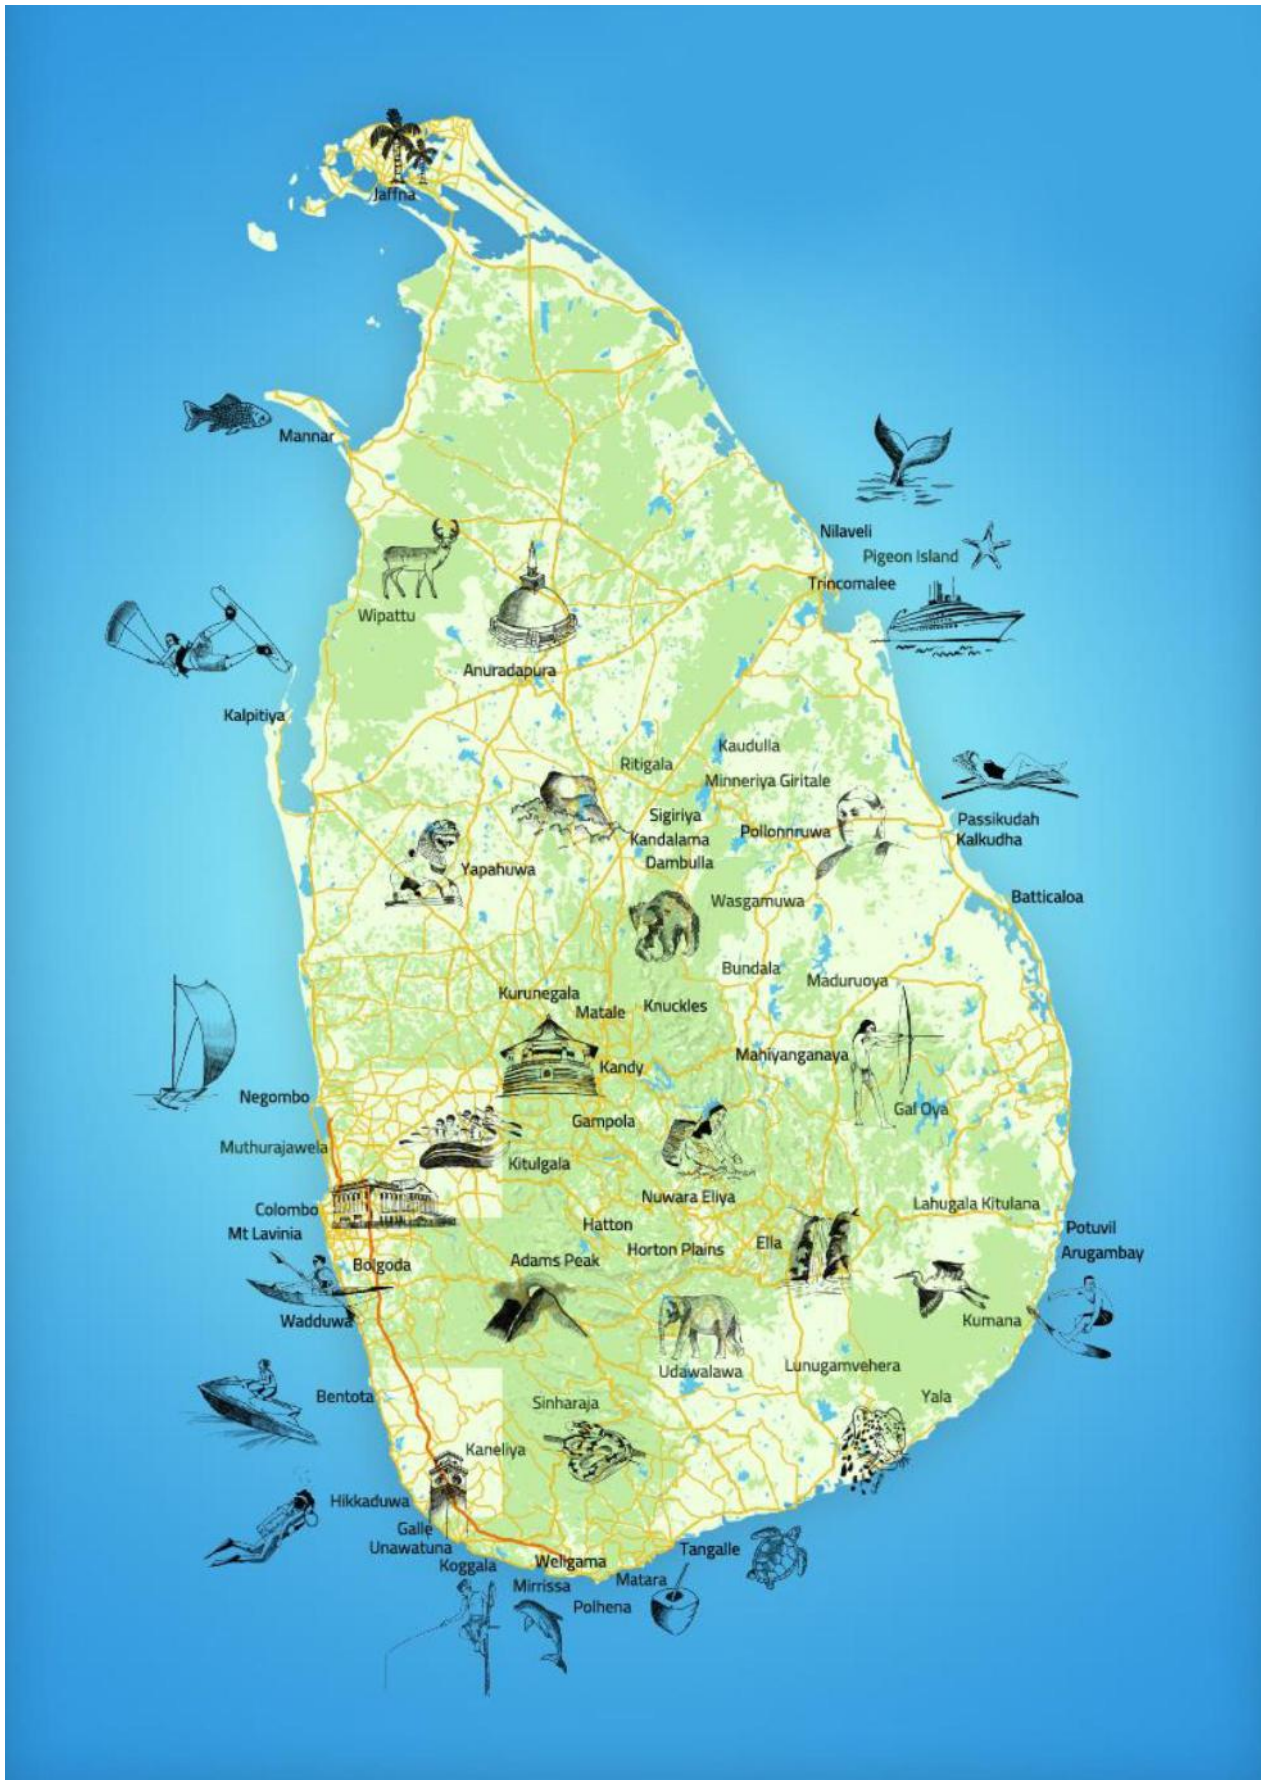 Jaffna
Mannar
Nilaveli
Pigeon Island
Trincomalee
Wipattu
Anuradapura
Kalpitiya
Kaudulla
Ritigala
Minneriya Giritale
Sigiriya
Passikudah
Pollonnruwa
Kandalama
Kalkudha
Dambulla
Yapahuwa
Batticaloa
Wasgamuwa
Bundala
Maduruoya
Kurunegala
Knuckles
Matale
Mahiyanganaya
Kandy
Negombo
Gal Oya
Gampola
Muthurajawela
Kitulgala
Nuwara Eliya
Lahugala Kitulana
Colombo
Hatton
Potuvil
Mt Lavinia
Ella
Horton Plains
Arugambay
Adams Peak
Bolgoda
Wadduwa
Kumana
Lunugamvehera
Udawalawa
Bentota
Yala
Sinharaja
Kaneliya
Hikkaduwa
Galle
Unawatuna
Tangalle
Weligama
Koggala
Matara
Mirrissa
Polhena